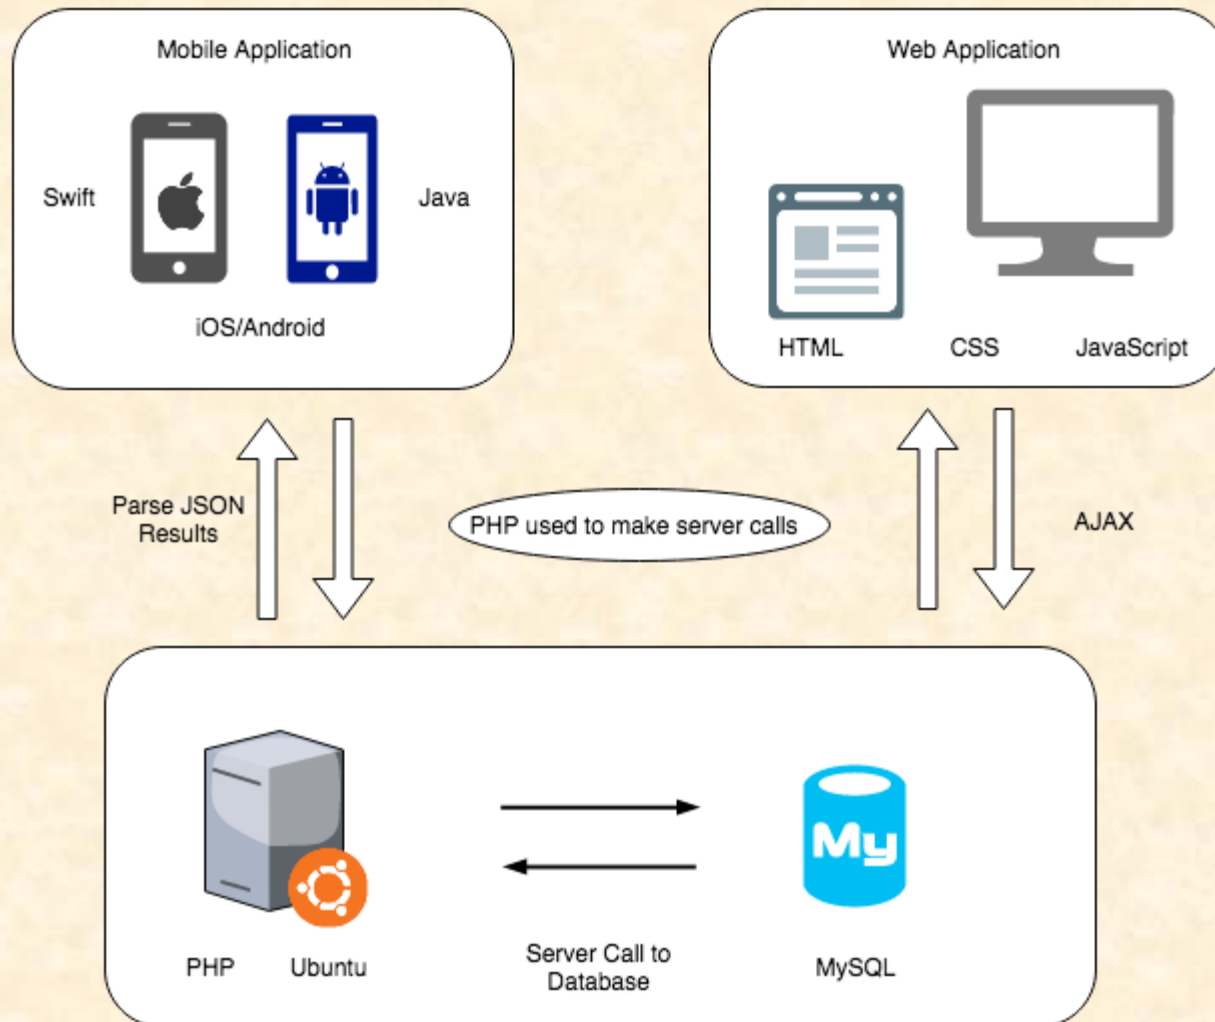 Mobile Application
Swift
Java
iOS/Android
Web Application
HTML
CSS
JavaScript
Parse JSON
Results
PHP used to make server calls
AJAX
My
PHP
Ubuntu
Server Call to
Database
MySQL